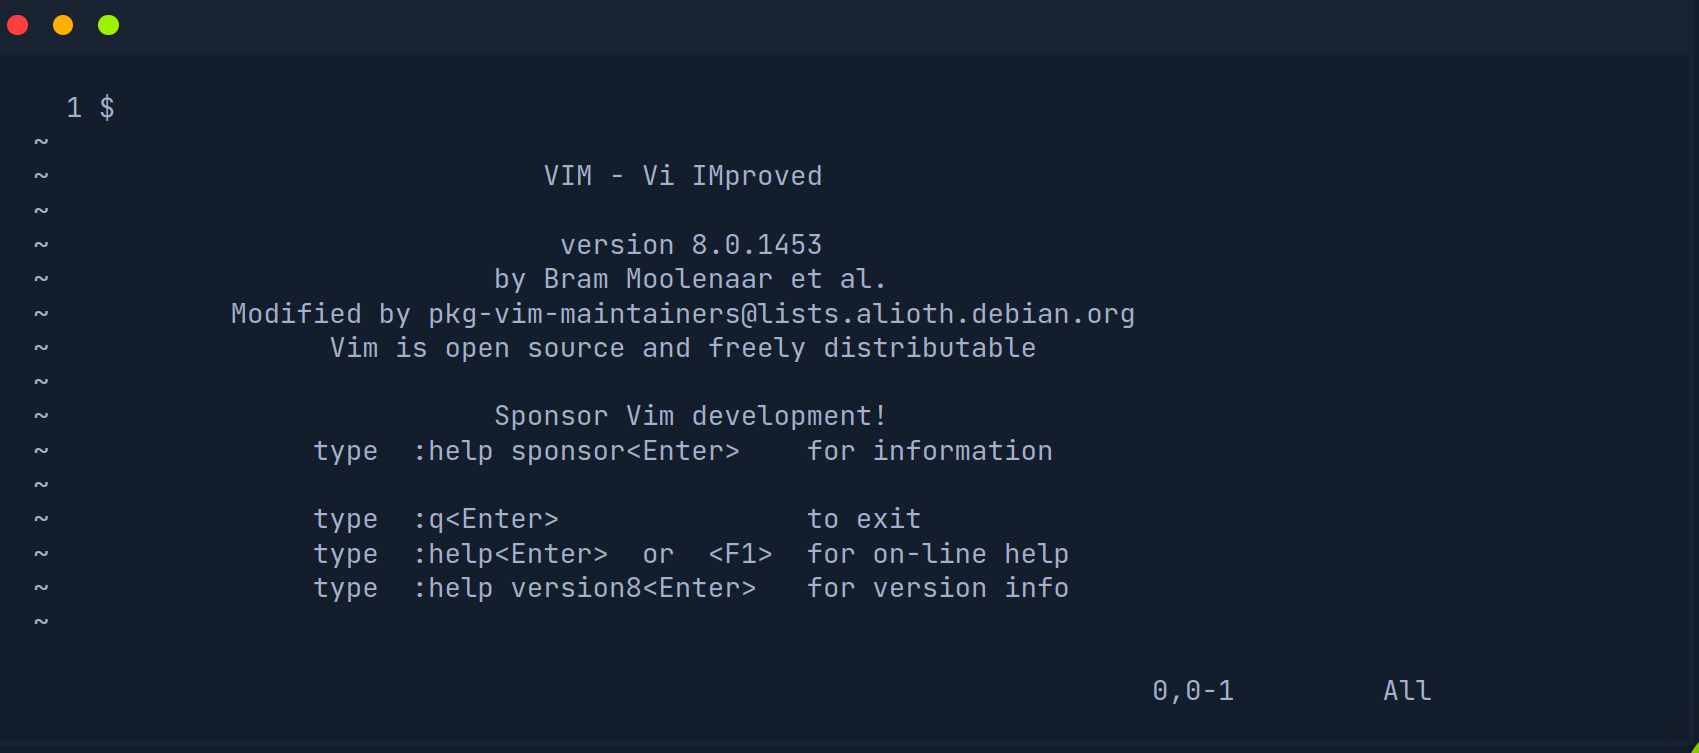 1 $
~
~ VIM - Vi IMproved
~
~ version 8.0.1453
~ by Bram Moolenaar et al.
~ Modified by pkg-vim-maintainers@lists.alioth.debian.org
~ Vim is open source and freely distributable
~
~ Sponsor Vim development!
~ type  :help sponsor<Enter>    for information
~
~ type  :q<Enter>               to exit
~ type  :help<Enter>  or  <F1>  for on-line help
~ type  :help version8<Enter>   for version info
~
0,0-1         All